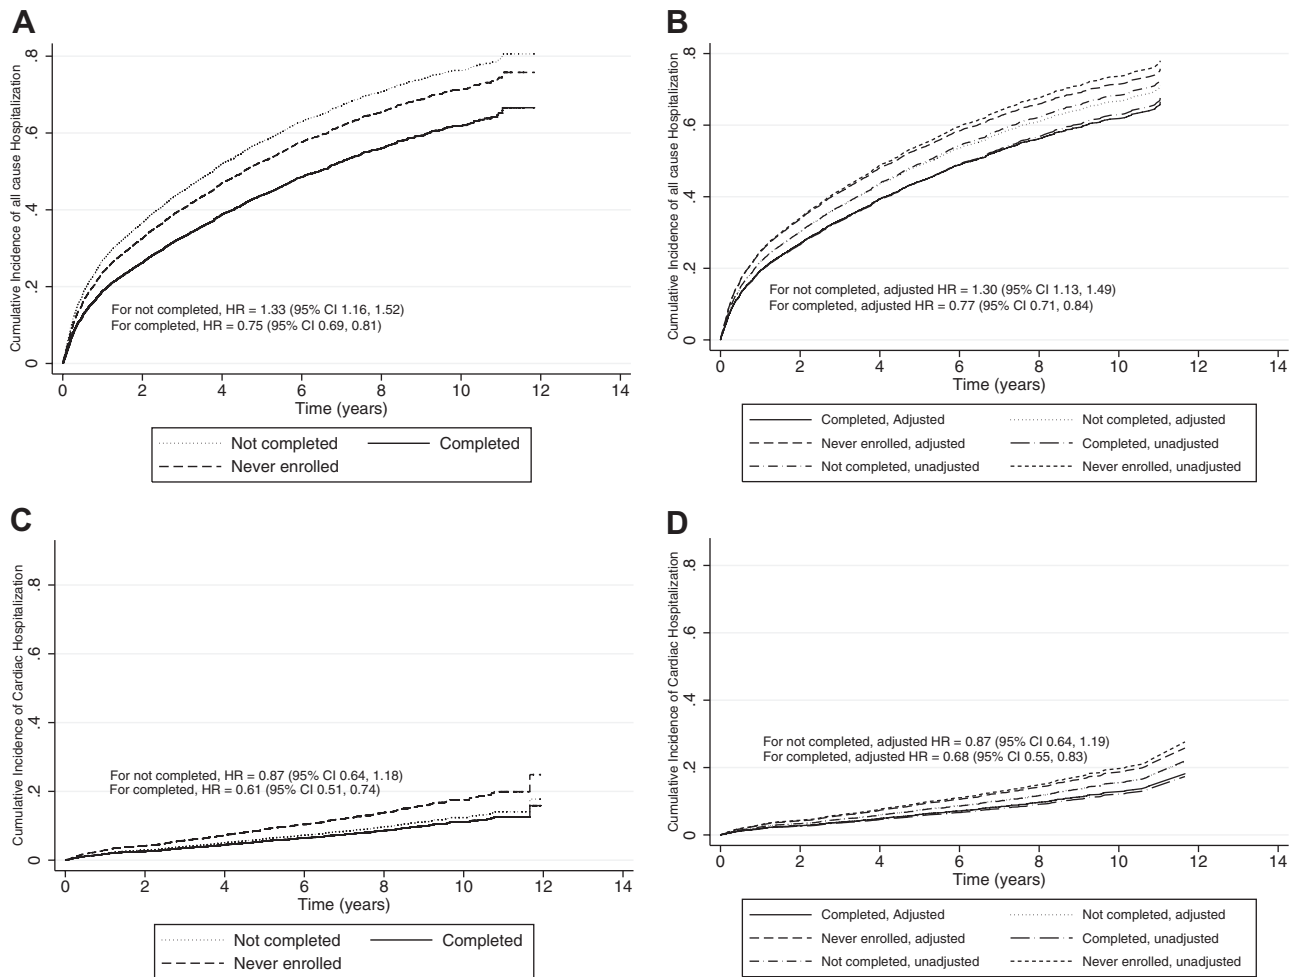 A
Cumulative Incidence of all cause Hospitalization
.8
.6
.4
.2
0
For not completed, HR = 1.33 (95% CI 1.16, 1.52)
For completed, HR = 0.75 (95% CI 0.69, 0.81)
0 2 4 6 8 10 12 14
Time (years)
Not completed Completed
Never enrolled
B
Cumulative Incidence of all cause Hospitalization
.8
.6
.4
.2
0
For not completed, adjusted HR = 1.30 (95% CI 1.13, 1.49)
For completed, adjusted HR = 0.77 (95% CI 0.71, 0.84)
0 2 4 6 8 10 12 14
Time (years)
Completed, Adjusted Not completed, adjusted
Never enrolled, adjusted Completed, unadjusted
Not completed, unadjusted Never enrolled, unadjusted
C
Cumulative Incidence of Cardiac Hospitalization
.8
.6
.4
.2
0
For not completed, HR = 0.87 (95% CI 0.64, 1.18)
For completed, HR = 0.61 (95% CI 0.51, 0.74)
0 2 4 6 8 10 12 14
Time (years)
Not completed Completed
Never enrolled
D
Cumulative Incidence of Cardiac Hospitalization
.8
.6
.4
.2
0
For not completed, adjusted HR = 0.87 (95% CI 0.64, 1.19)
For completed, adjusted HR = 0.68 (95% CI 0.55, 0.83)
0 2 4 6 8 10 12 14
Time (years)
Completed, Adjusted Not completed, adjusted
Never enrolled, adjusted Completed, unadjusted
Not completed, unadjusted Never enrolled, unadjusted